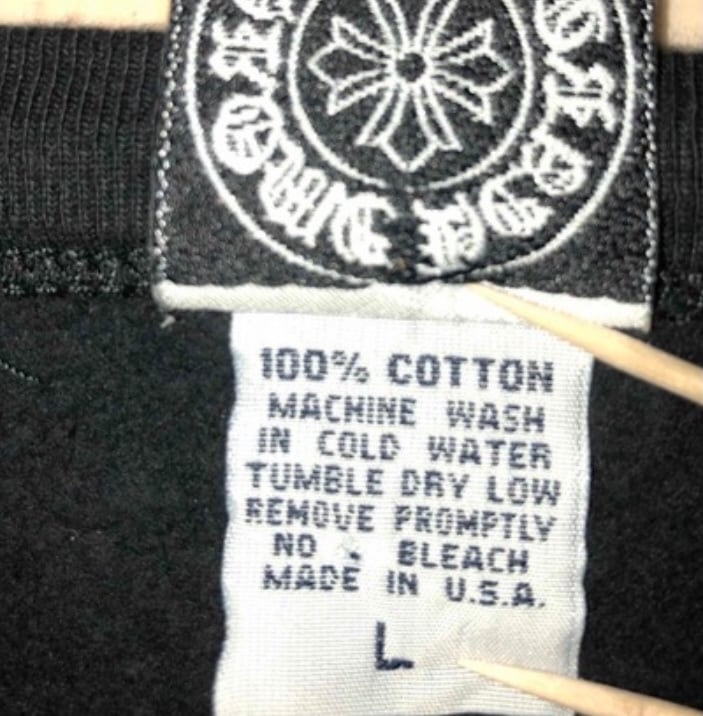 100% COTTON
MACHINE WASH
IN COLD WATER
TUMBLE DRY LOW
REMOVE PROMPTLY
NO . BLEACH
MADE IN U.S.A.
L